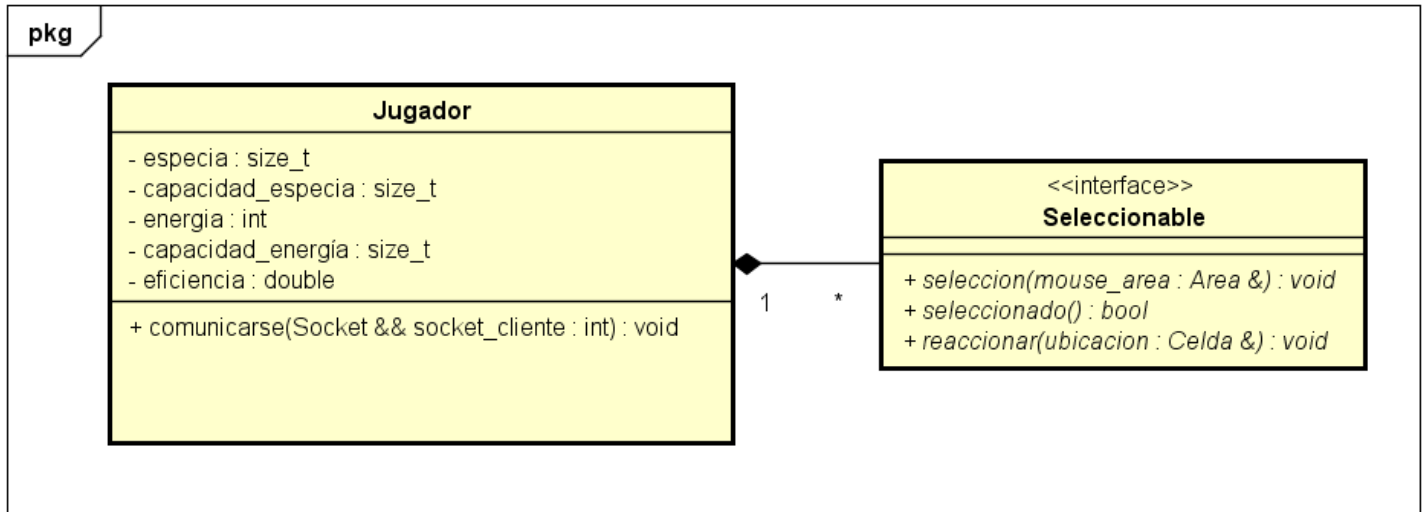 pkg
Jugador
- especia : size_t
- capacidad_especia : size_t
- energia : int
- capacidad_energía : size_t
- eficiencia : double
+ comunicarse(Socket && socket_cliente : int) : void
1
*
<<interface>>
Seleccionable
+ seleccion(mouse_area : Area &) : void
+ seleccionado() : bool
+ reaccionar(ubicacion : Celda &) : void